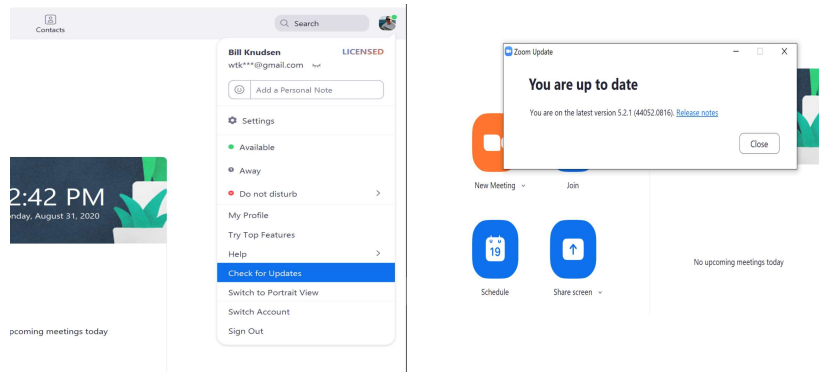 Contacts
Search
Bill Knudsen LICENSED
wtk***@gmail.com
Add a Personal Note
Settings
Available
Away
Do not disturb
My Profile
Try Top Features
Help
Check for Updates
Switch to Portrait View
Switch Account
Sign Out
2:42 PM
nday, August 31, 2020
pcoming meetings today
Zoom Update
You are up to date
You are on the latest version 5.2.1 (44052.0816). Release notes
Close
New Meeting
Join
19
Schedule
Share screen
No upcoming meetings today